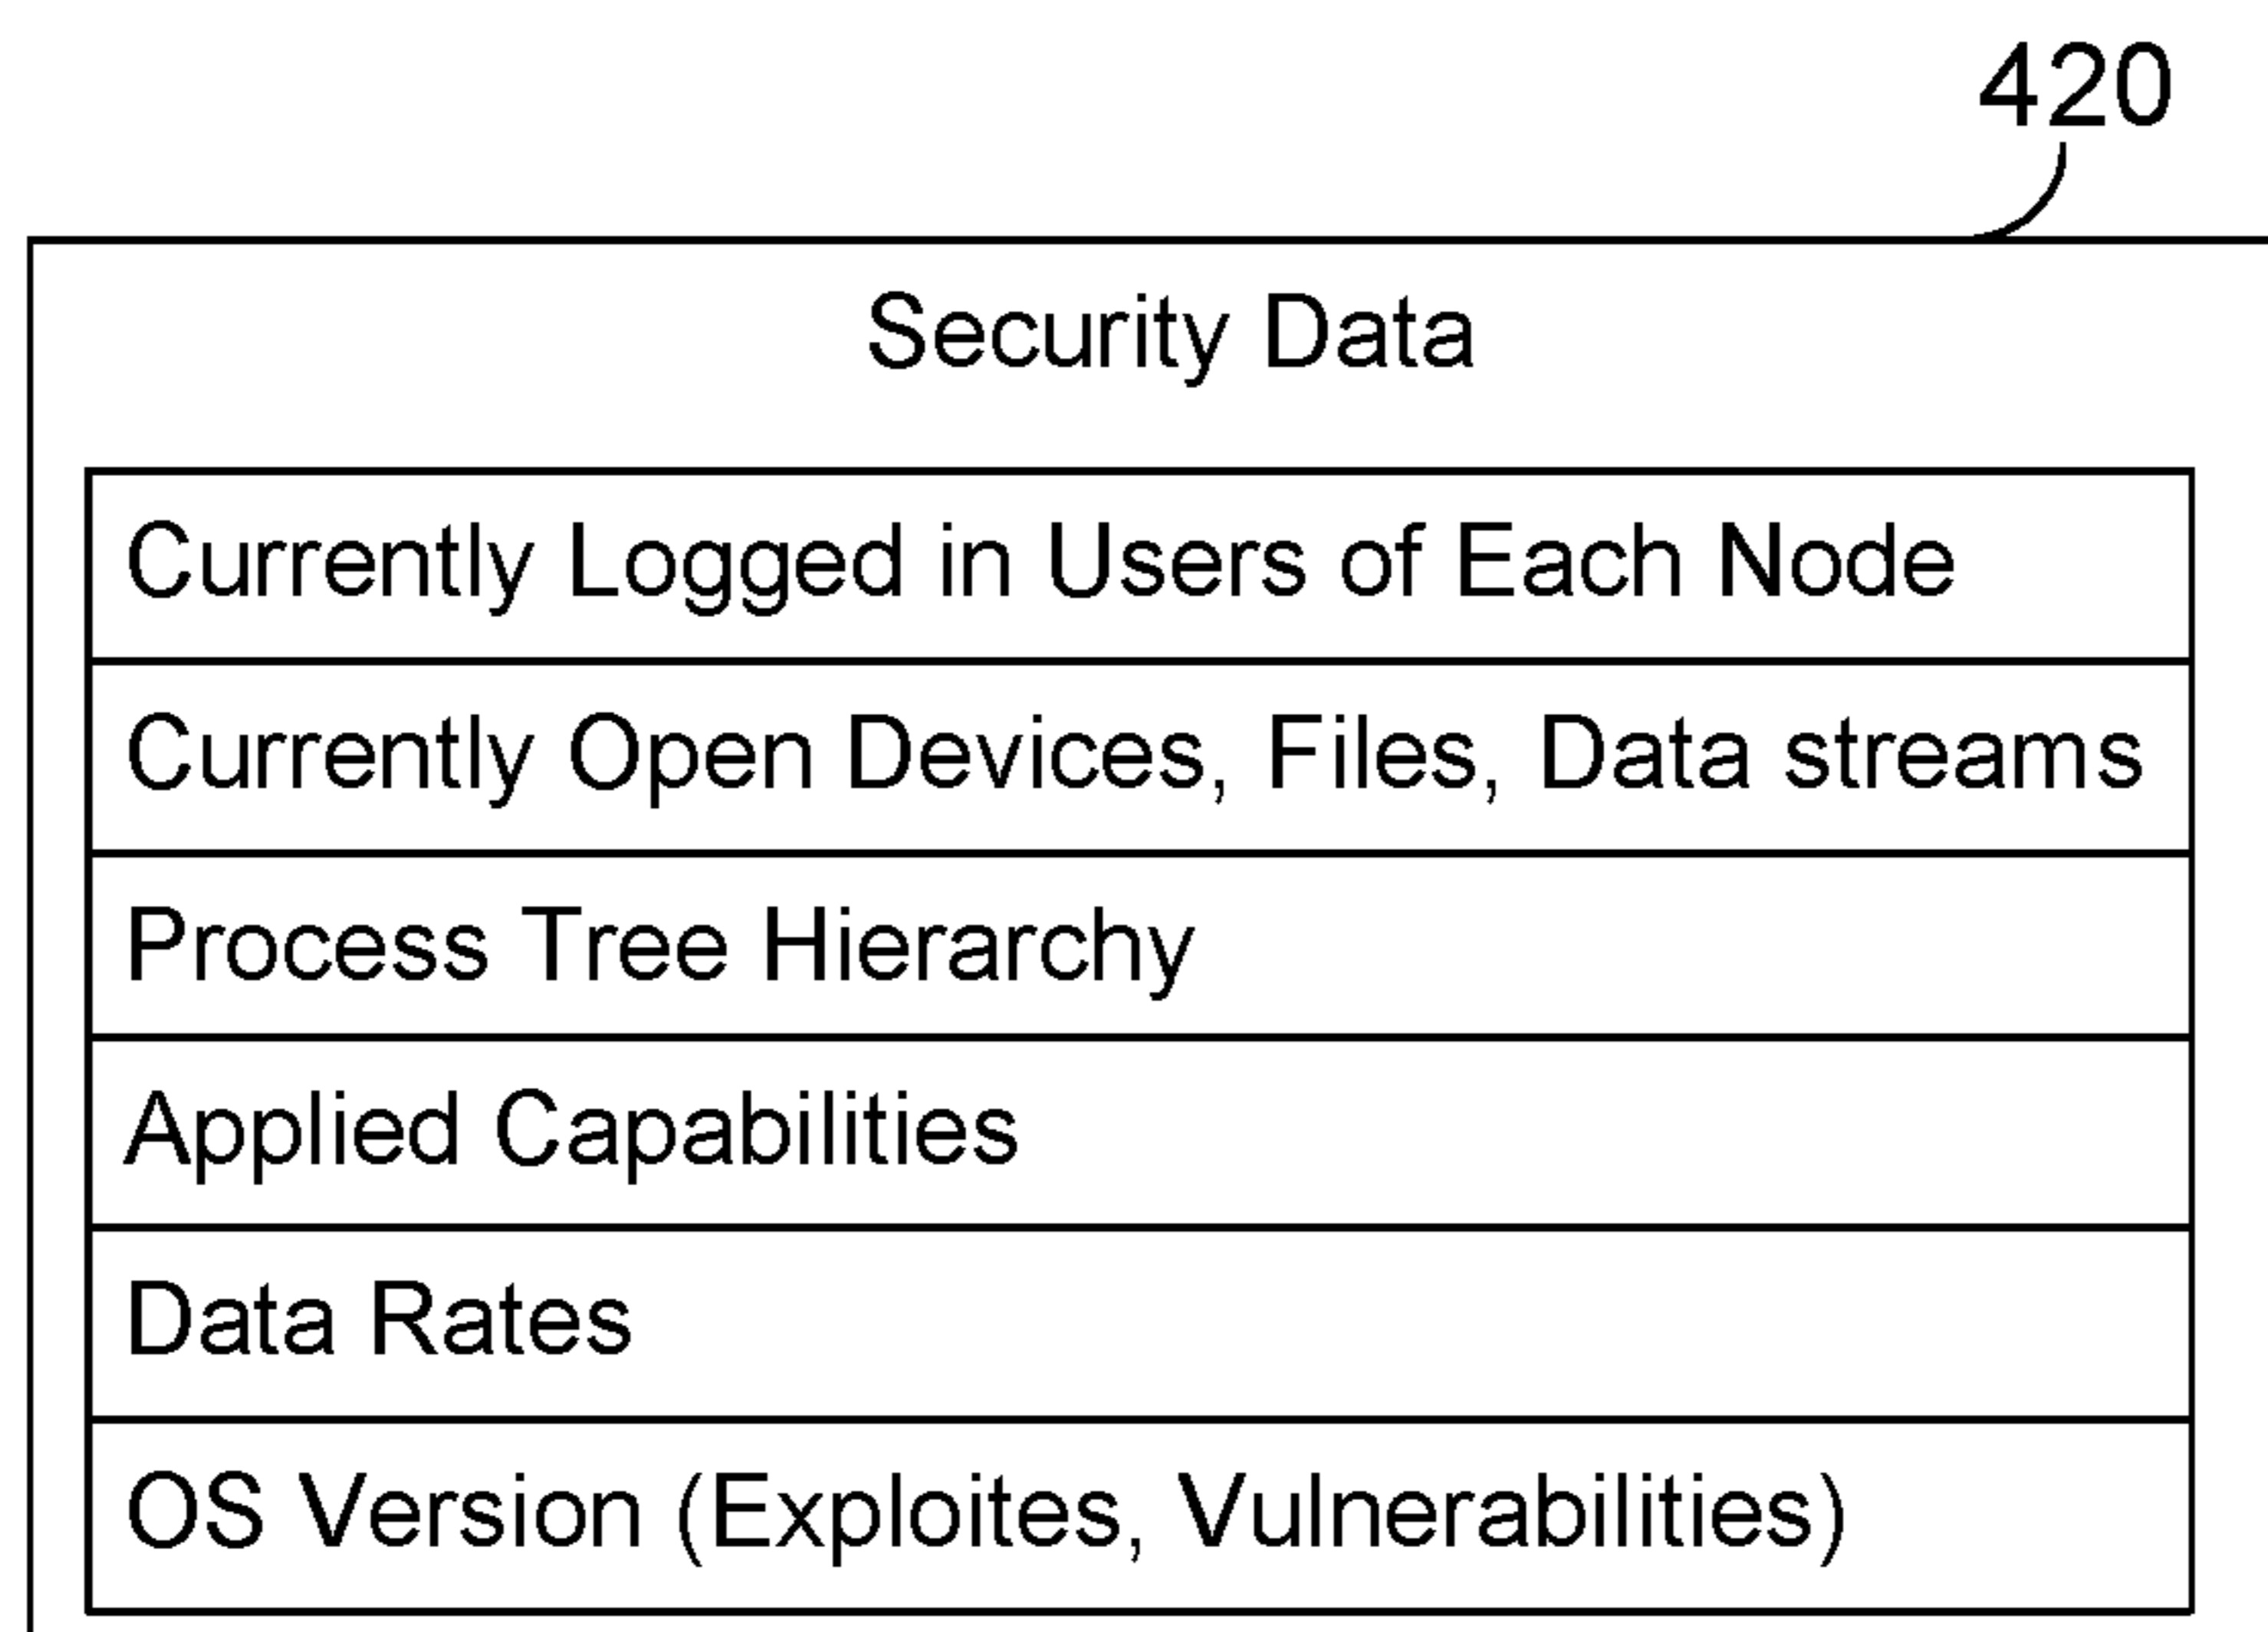 420
Security Data
Currently Logged in Users of Each Node
Currently Open Devices, Files, Data streams
Process Tree Hierarchy
Applied Capabilities
Data Rates
OS Version (Exploites, Vulnerabilities)